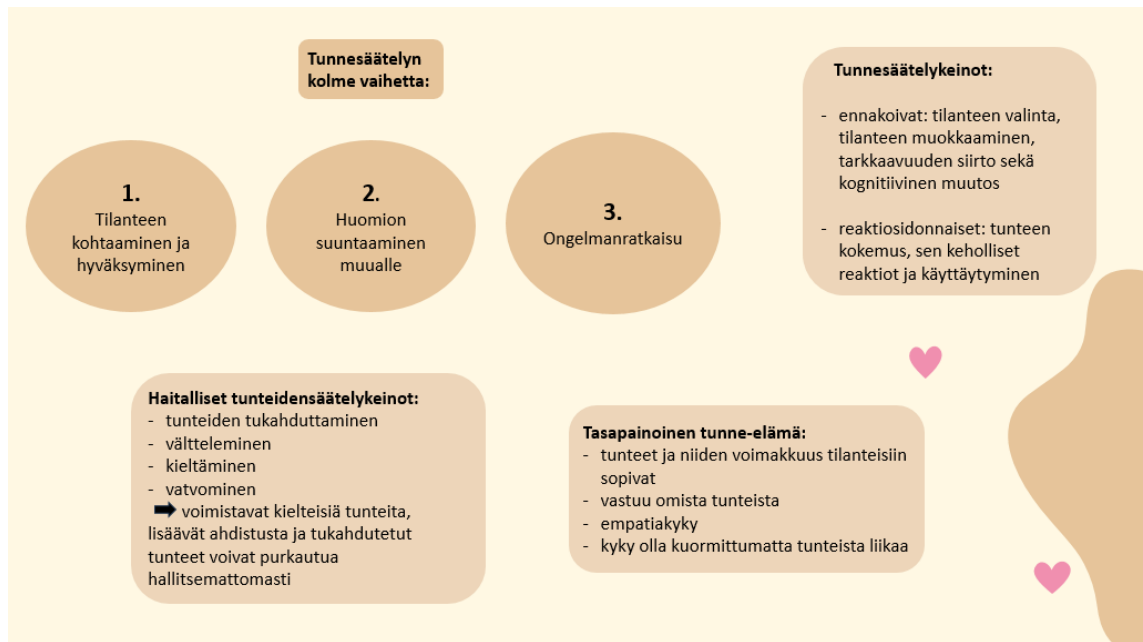 Tunnesäätelyn
kolme vaihetta:
1.
Tilanteen
kohtaaminen ja
hyväksyminen
2.
Huomion
suuntaaminen
muualle
3.
Ongelmanratkaisu
Tunnesäätelykeinot:
- ennakoivat: tilanteen valinta,
tilanteen muokkaaminen,
tarkkaavuuden siirto sekä
kognitiivinen muutos
- reaktiosidonnaiset: tunteen
kokemus, sen keholliset
reaktiot ja käyttäytyminen
Haitalliset tunteidensäätelykeinot:
- tunteiden tukahduttaminen
- vältteleminen
- kieltäminen
- vatvominen
➡ voimistavat kielteisiä tunteita,
lisäävät ahdistusta ja tukahdutetut
tunteet voivat purkautua
hallitsemattomasti
Tasapainoinen tunne-elämä:
- tunteet ja niiden voimakkuus tilanteisiin
sopivat
- vastuu omista tunteista
- empatiakyky
- kyky olla kuormittumatta tunteista liikaa